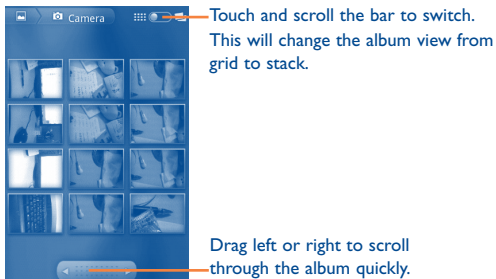 Camera
Touch and scroll the bar to switch.
This will change the album view from
grid to stack.
Drag left or right to scroll
through the album quickly.